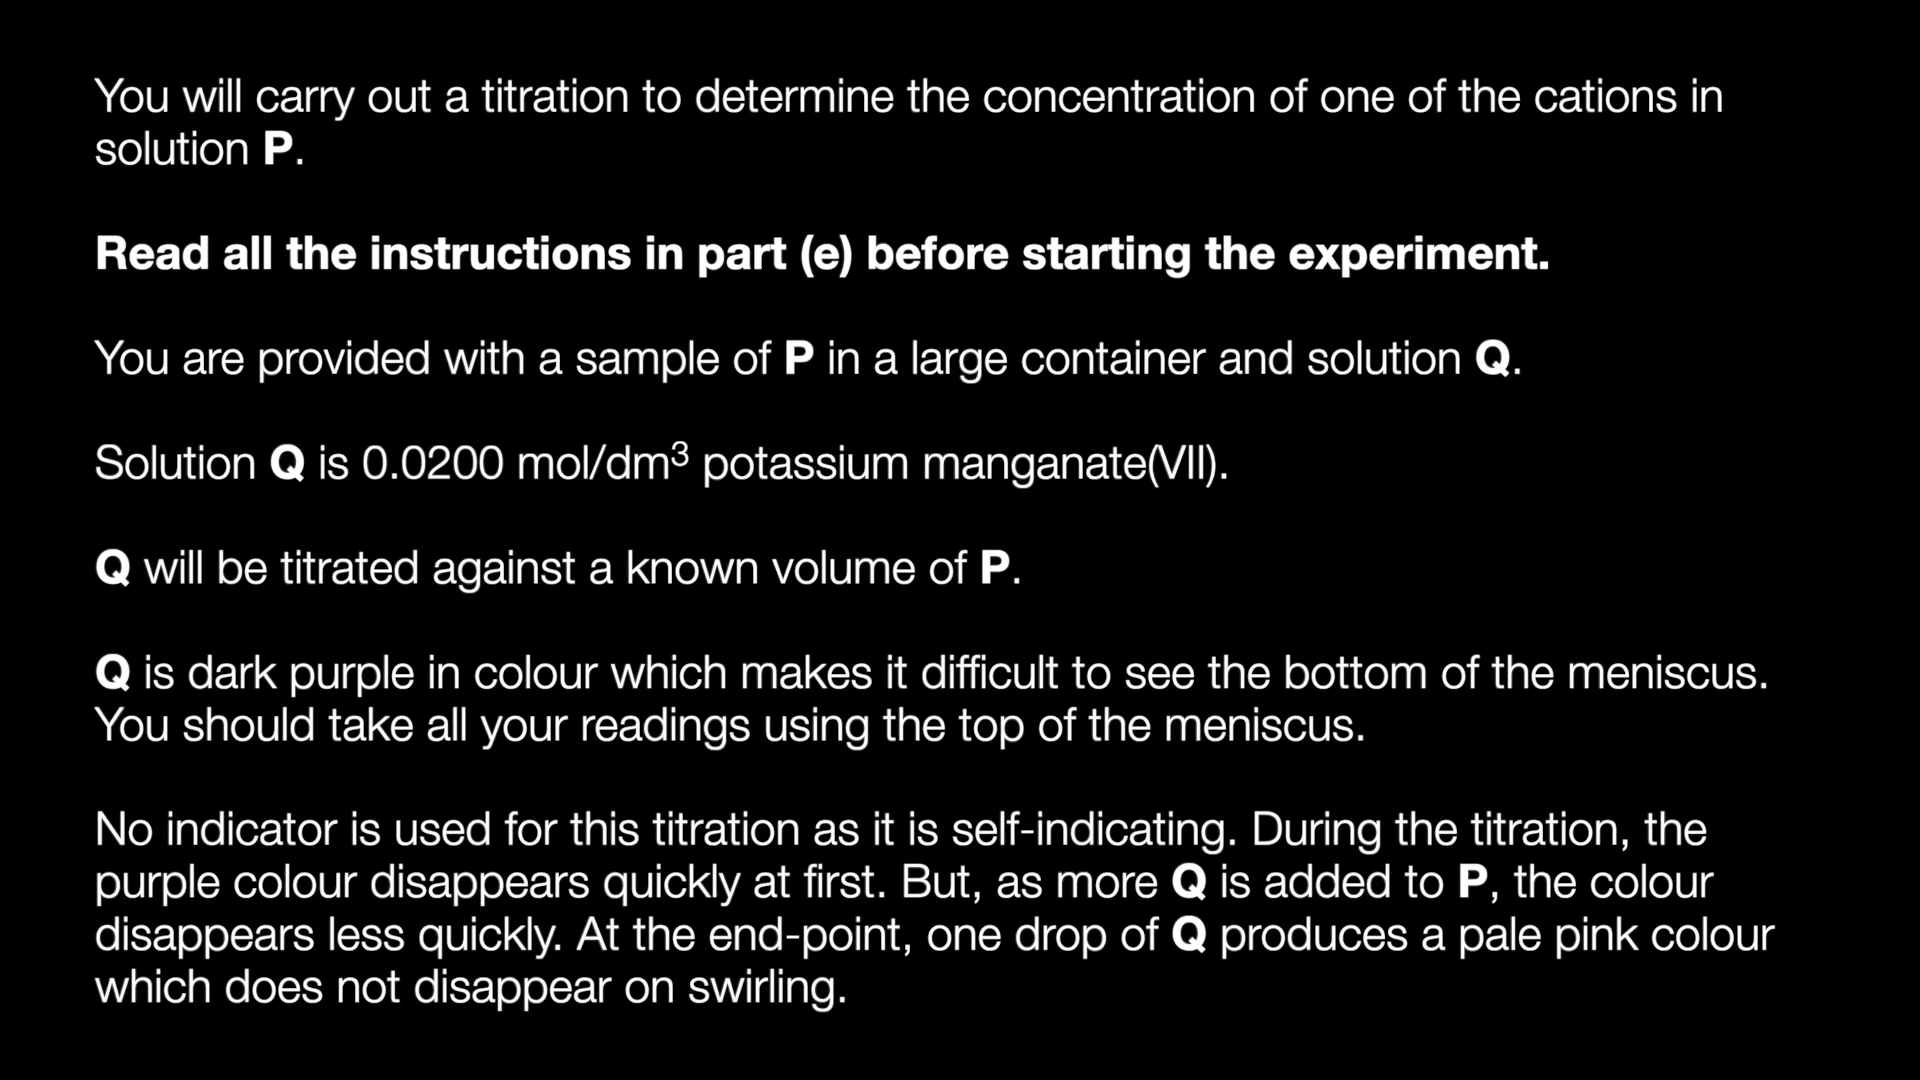 You will carry out a titration to determine the concentration of one of the cations in
solution P.
Read all the instructions in part (e) before starting the experiment.
You are provided with a sample of P in a large container and solution Q.
Solution Q is 0.0200 mol/dm³ potassium manganate(VII).
Q will be titrated against a known volume of P.
Q is dark purple in colour which makes it difficult to see the bottom of the meniscus.
You should take all your readings using the top of the meniscus.
No indicator is used for this titration as it is self-indicating. During the titration, the
purple colour disappears quickly at first. But, as more Q is added to P, the colour
disappears less quickly. At the end-point, one drop of Q produces a pale pink colour
which does not disappear on swirling.